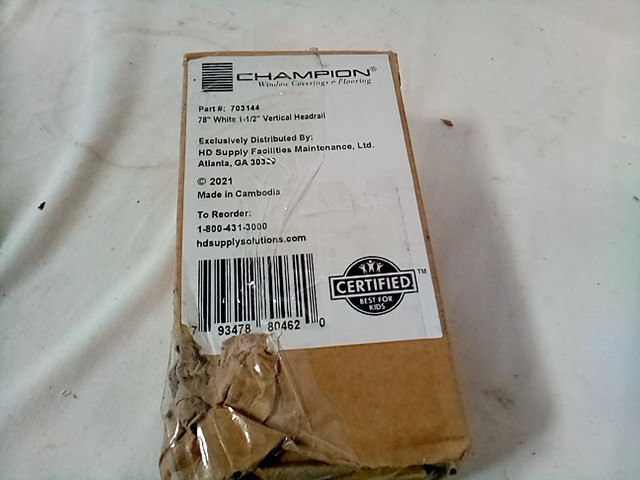 CHAMPION®
Window Coverings & Flooring
Part #: 703144
78" White 1-1/2" Vertical Headrail
Exclusively Distributed By:
HD Supply Facilities Maintenance, Ltd.
Atlanta, GA
© 2021
Made in Cambodia
To Reorder:
1-800-431-3000
hdsupplysolutions.com
CERTIFIED ™
BEST FOR
KIDS
7 93478 80462 0